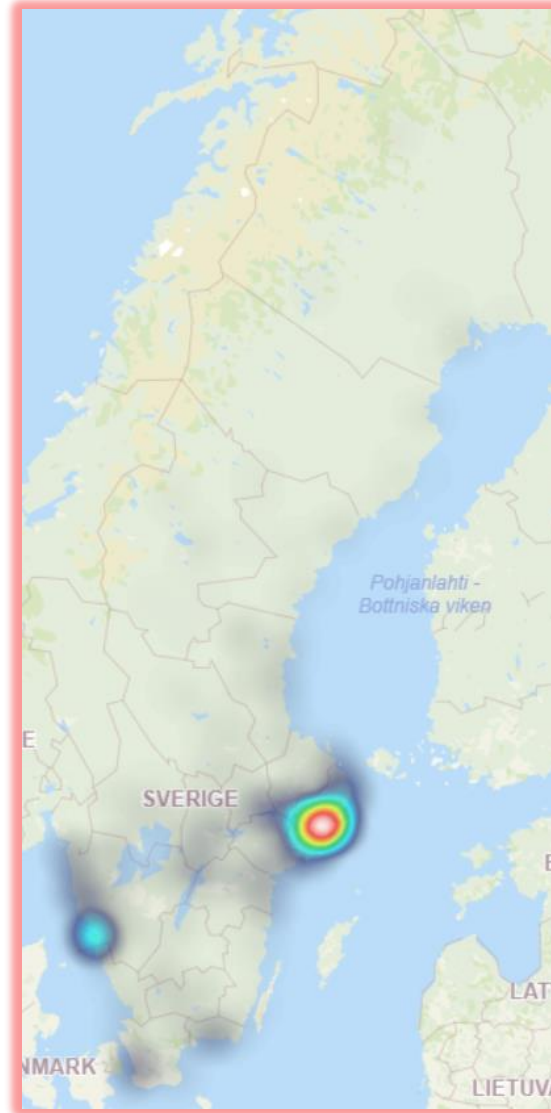 Pohjanlahti -
Bottniska viken
E
SVERIGE
E
LAT
NMARK
LIETUVA